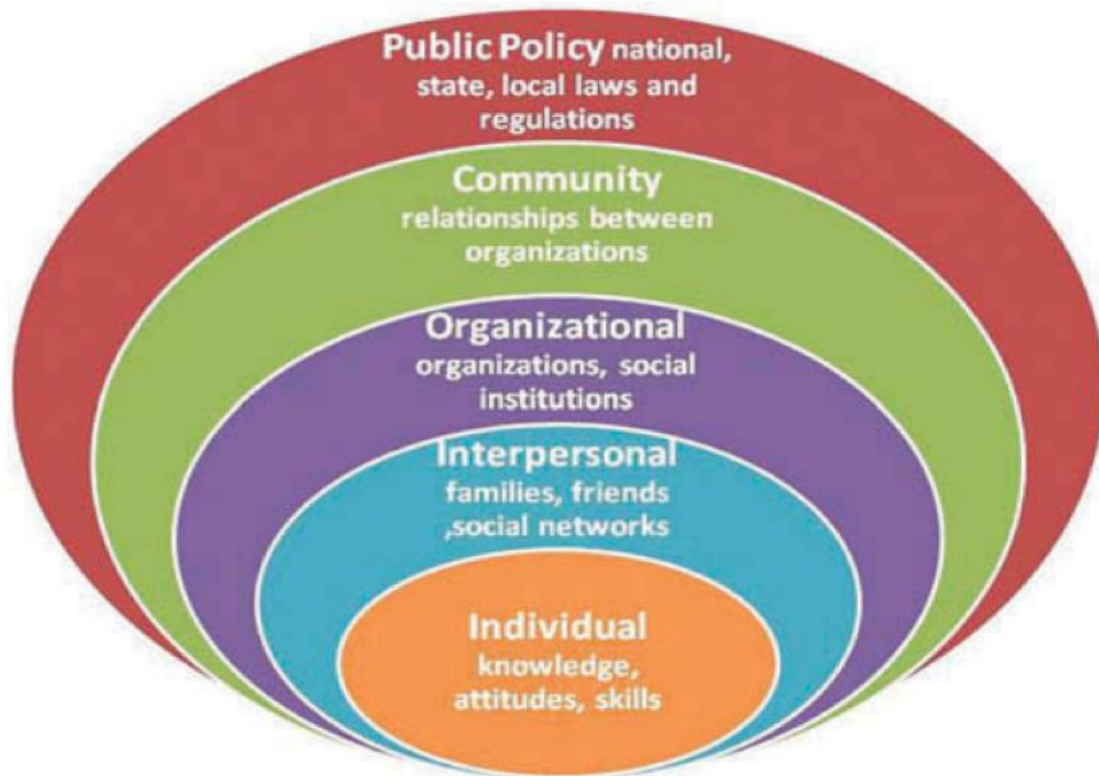 Public Policy national,
state, local laws and
regulations
Community
relationships between
organizations
Organizational
organizations, social
institutions
Interpersonal
families, friends
,social networks
Individual
knowledge,
attitudes, skills